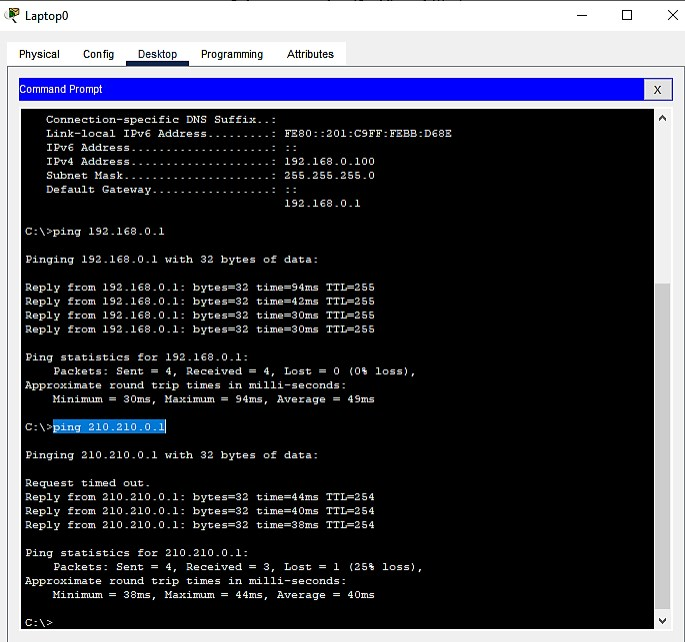 Laptop0
Physical Config Desktop Programming Attributes
Command Prompt X
Connection-specific DNS Suffix..:
Link-local IPv6 Address.........: FE80::201:C9FF:FEBB:D68E
IPv6 Address....................: ::
IPv4 Address....................: 192.168.0.100
Subnet Mask.....................: 255.255.255.0
Default Gateway.................: ::
192.168.0.1
C:\>ping 192.168.0.1
Pinging 192.168.0.1 with 32 bytes of data:
Reply from 192.168.0.1: bytes=32 time=94ms TTL=255
Reply from 192.168.0.1: bytes=32 time=42ms TTL=255
Reply from 192.168.0.1: bytes=32 time=30ms TTL=255
Reply from 192.168.0.1: bytes=32 time=30ms TTL=255
Ping statistics for 192.168.0.1:
Packets: Sent = 4, Received = 4, Lost = 0 (0% loss),
Approximate round trip times in milli-seconds:
Minimum = 30ms, Maximum = 94ms, Average = 49ms
C:\>ping 210.210.0.1
Pinging 210.210.0.1 with 32 bytes of data:
Request timed out.
Reply from 210.210.0.1: bytes=32 time=44ms TTL=254
Reply from 210.210.0.1: bytes=32 time=40ms TTL=254
Reply from 210.210.0.1: bytes=32 time=38ms TTL=254
Ping statistics for 210.210.0.1:
Packets: Sent = 4, Received = 3, Lost = 1 (25% loss),
Approximate round trip times in milli-seconds:
Minimum = 38ms, Maximum = 44ms, Average = 40ms
C:\>